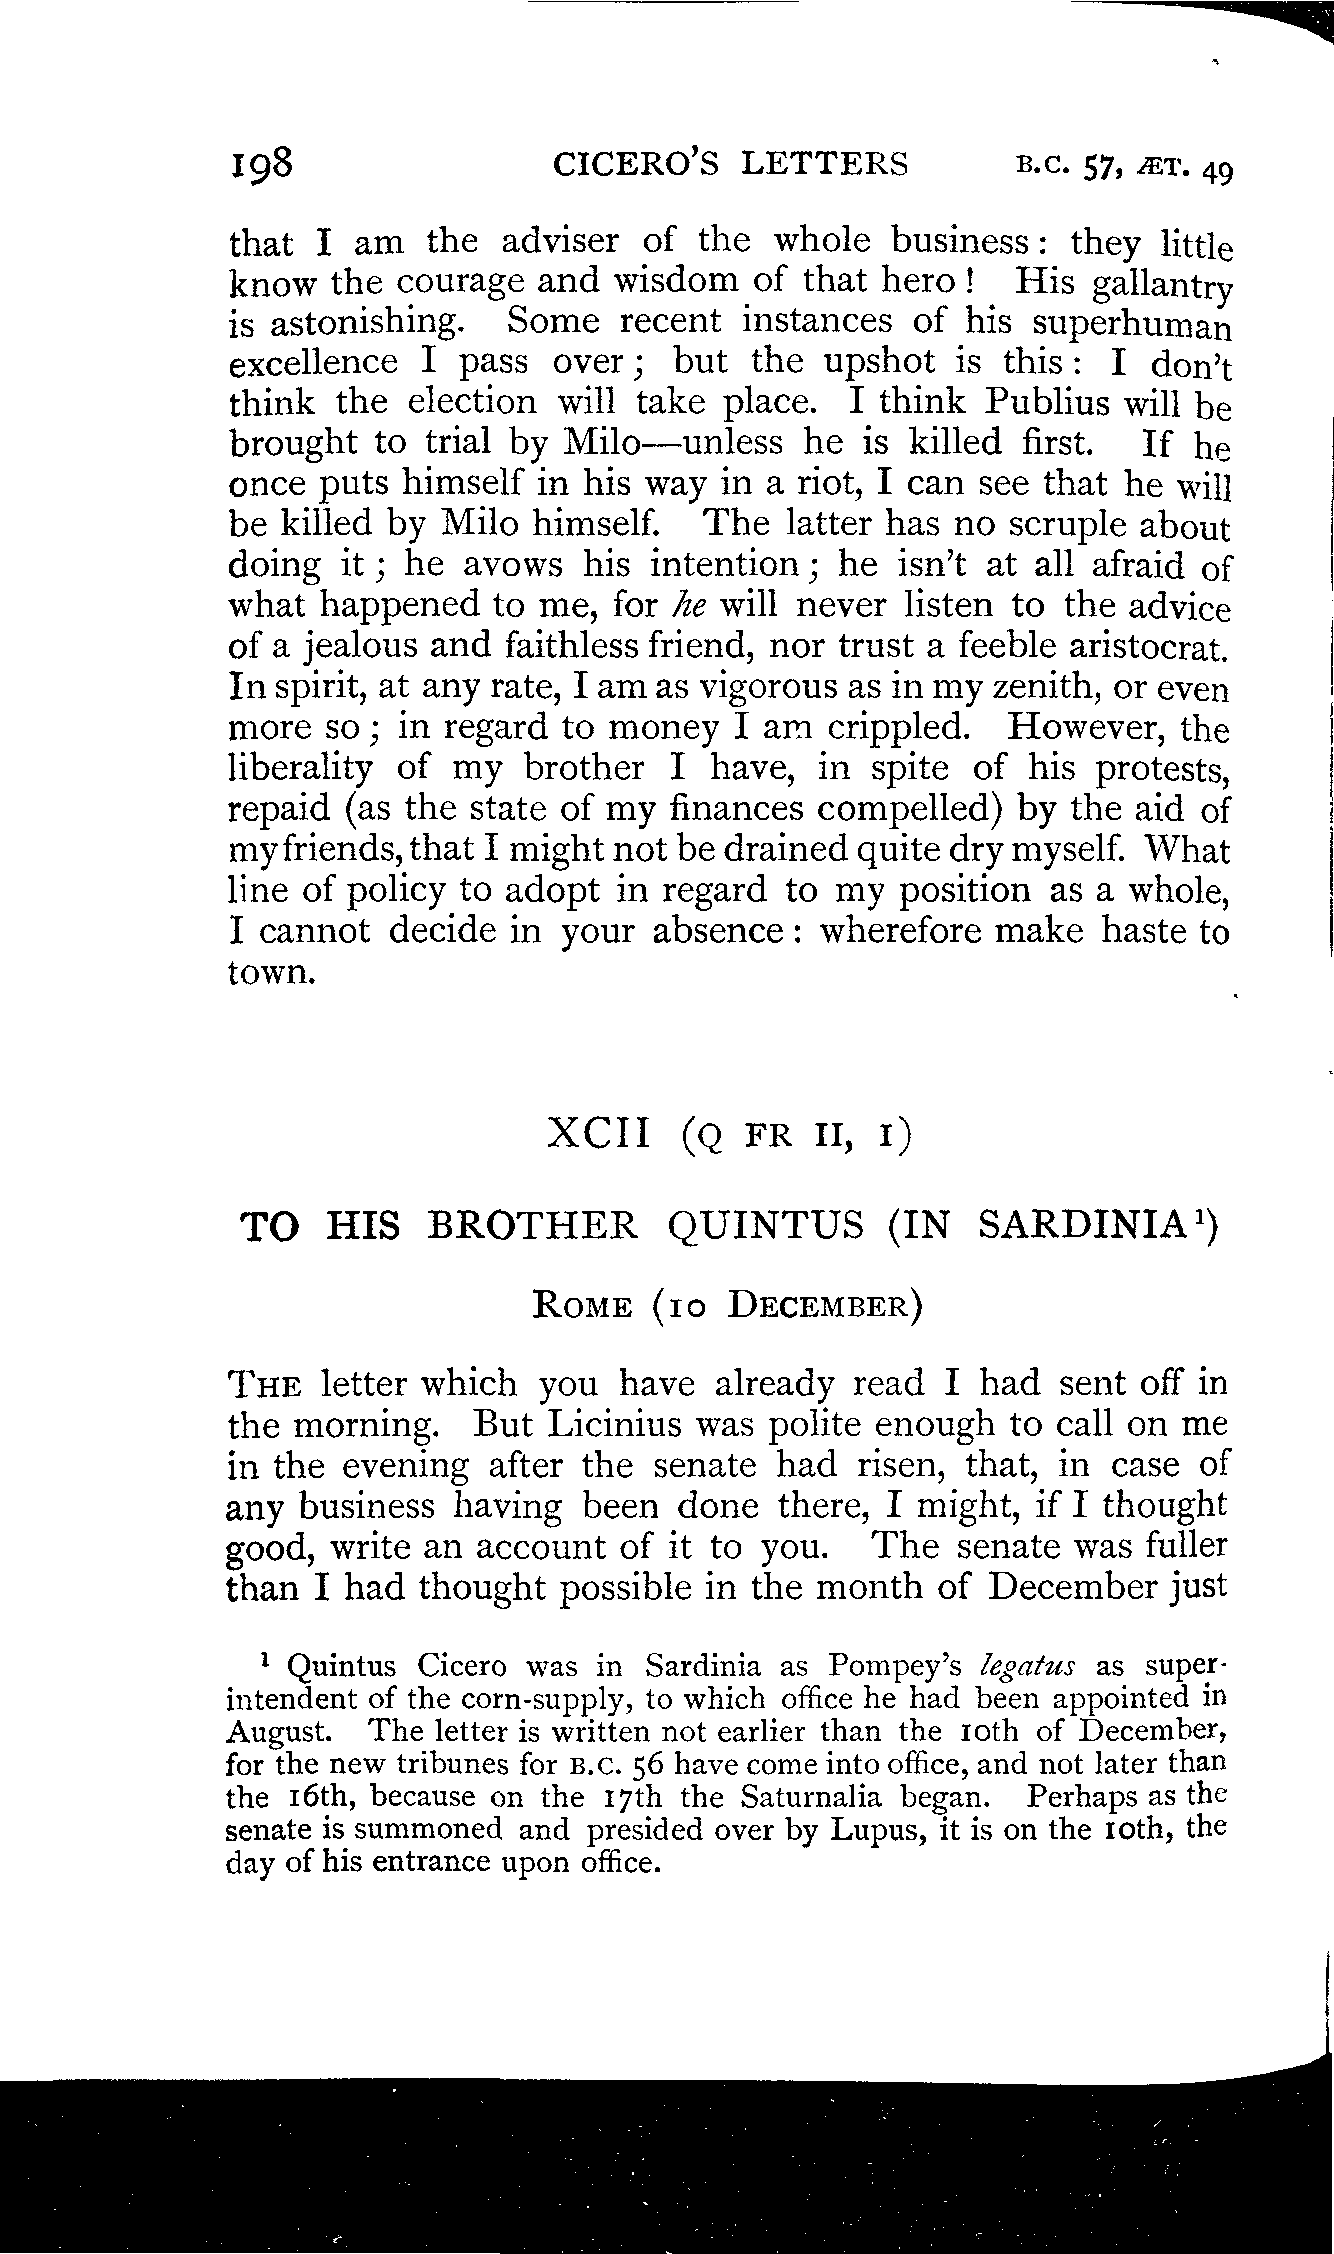 198 CICERO'S LETTERS B.C. 57, ÆT. 49
that I am the adviser of the whole business: they little
know the courage and wisdom of that hero! His gallantry
is astonishing. Some recent instances of his superhuman
excellence I pass over; but the upshot is this: I don't
think the election will take place. I think Publius will be
brought to trial by Milo—unless he is killed first. If he
once puts himself in his way in a riot, I can see that he will
be killed by Milo himself. The latter has no scruple about
doing it; he avows his intention; he isn't at all afraid of
what happened to me, for he will never listen to the advice
of a jealous and faithless friend, nor trust a feeble aristocrat.
In spirit, at any rate, I am as vigorous as in my zenith, or even
more so; in regard to money I am crippled. However, the
liberality of my brother I have, in spite of his protests,
repaid (as the state of my finances compelled) by the aid of
my friends, that I might not be drained quite dry myself. What
line of policy to adopt in regard to my position as a whole,
I cannot decide in your absence: wherefore make haste to
town.
XCII (Q FR II, 1)
TO HIS BROTHER QUINTUS (IN SARDINIA¹)
ROME (10 DECEMBER)
THE letter which you have already read I had sent off in
the morning. But Licinius was polite enough to call on me
in the evening after the senate had risen, that, in case of
any business having been done there, I might, if I thought
good, write an account of it to you. The senate was fuller
than I had thought possible in the month of December just
¹ Quintus Cicero was in Sardinia as Pompey's legatus as super-
intendent of the corn-supply, to which office he had been appointed in
August. The letter is written not earlier than the 10th of December,
for the new tribunes for B.C. 56 have come into office, and not later than
the 16th, because on the 17th the Saturnalia began. Perhaps as the
senate is summoned and presided over by Lupus, it is on the 10th, the
day of his entrance upon office.